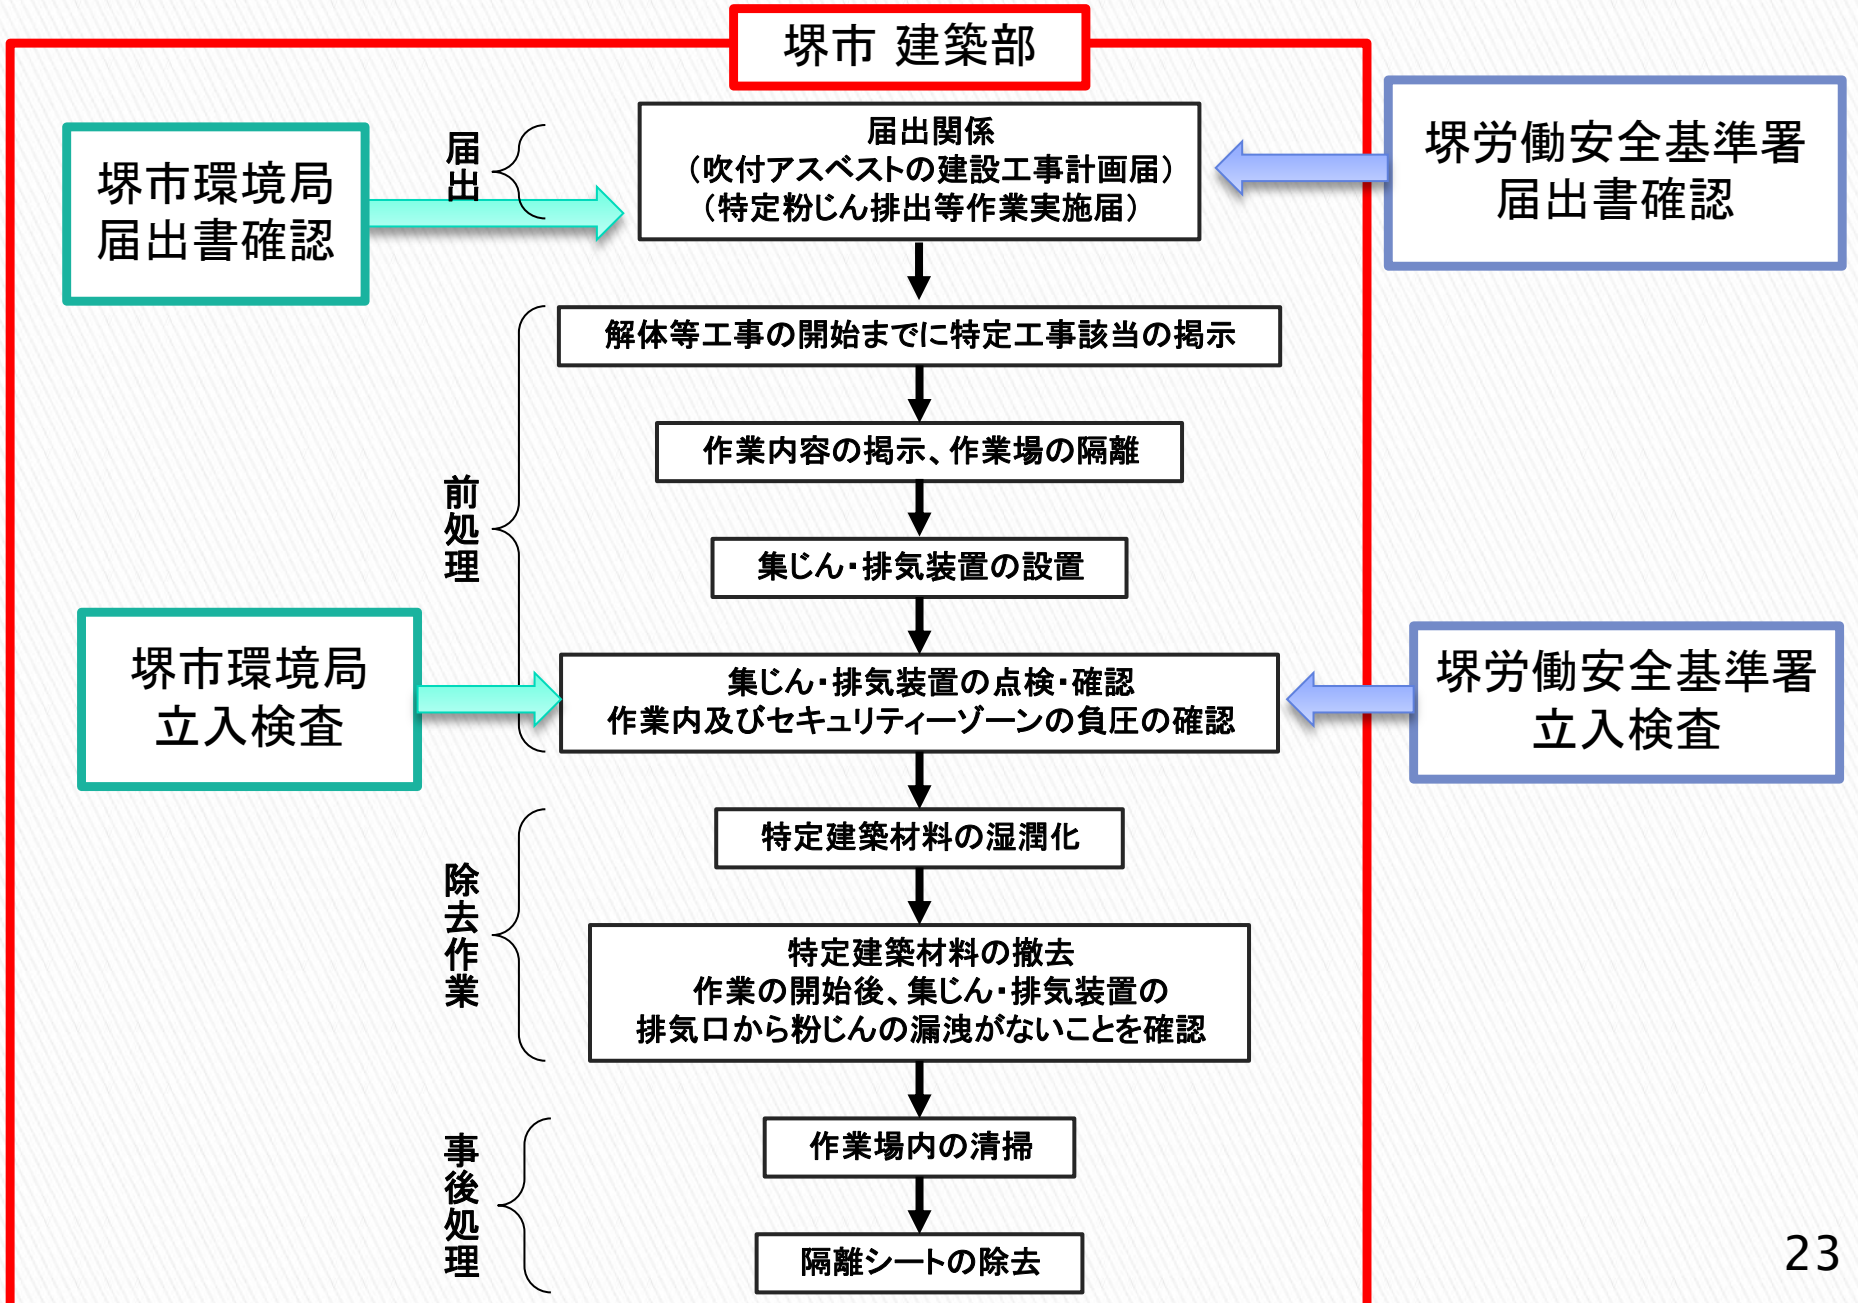 堺市 建築部
堺市環境局
届出書確認
届出
届出関係
（吹付アスベストの建設工事計画届）
（特定粉じん排出等作業実施届）
堺労働安全基準署
届出書確認
前処理
解体等工事の開始までに特定工事該当の掲示
作業内容の掲示、作業場の隔離
集じん・排気装置の設置
堺市環境局
立入検査
集じん・排気装置の点検・確認
作業内及びセキュリティーゾーンの負圧の確認
堺労働安全基準署
立入検査
除去作業
特定建築材料の湿潤化
特定建築材料の撤去
作業の開始後、集じん・排気装置の
排気口から粉じんの漏洩がないことを確認
事後処理
作業場内の清掃
隔離シートの除去
23